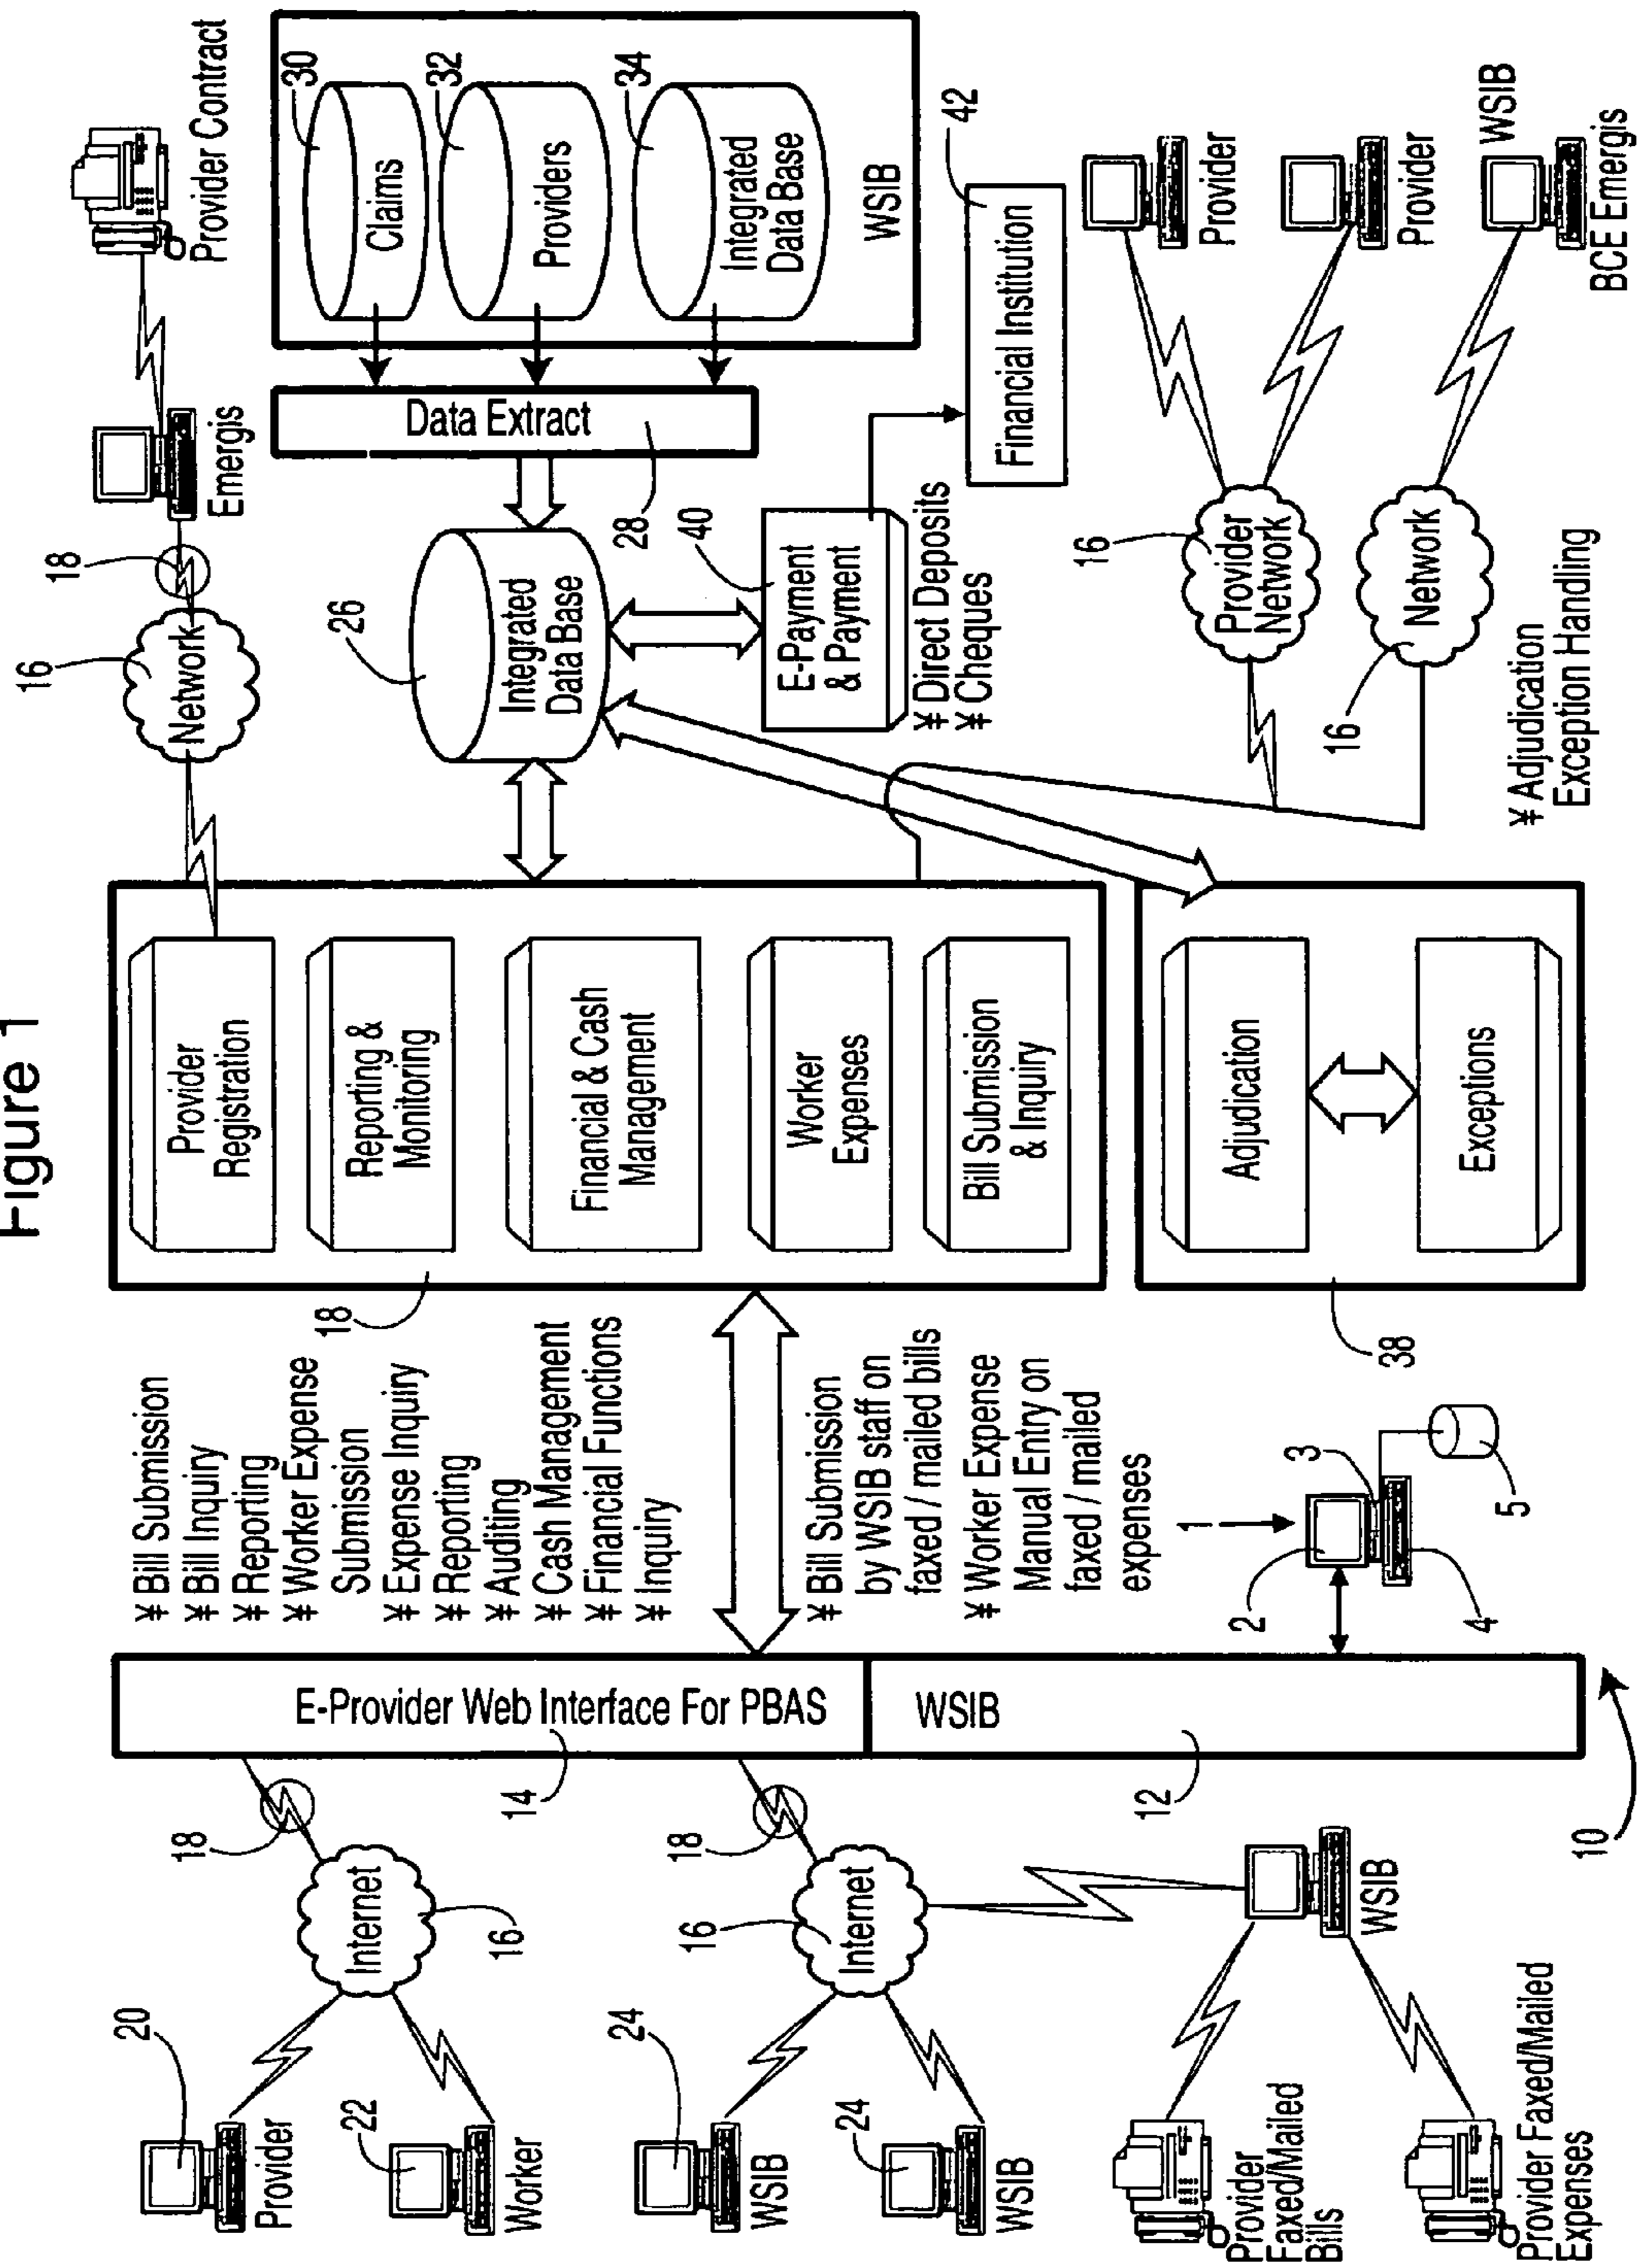 Figure 1
20
Provider
22
Worker
24
WSIB
24
WSIB
Provider
Faxed/Mailed
Bills
Provider Faxed/Mailed
Expenses
Internet
16
18
Internet
16
18
WSIB
E-Provider Web Interface For PBAS
14
WSIB
12
10
¥ Bill Submission
¥ Bill Inquiry
¥ Reporting
¥ Worker Expense
Submission
¥ Expense Inquiry
¥ Reporting
¥ Auditing
¥ Cash Management
¥ Financial Functions
¥ Inquiry
¥ Bill Submission
by WSIB staff on
faxed / mailed bills
¥ Worker Expense
Manual Entry on
faxed / mailed
expenses
1
2
3
4
5
18
Provider
Registration
Reporting &
Monitoring
Financial & Cash
Management
Worker
Expenses
Bill Submission
& Inquiry
38
Adjudication
Exceptions
16
Network
18
Emergis
Provider Contract
26
Integrated
Data Base
Data Extract
28
30
Claims
32
Providers
34
Integrated
Data Base
WSIB
40
E-Payment
& Payment
¥ Direct Deposits
¥ Cheques
42
Financial Institution
16
Provider
Network
Provider
Provider
16
Network
WSIB
BCE Emergis
¥ Adjudication
Exception Handling